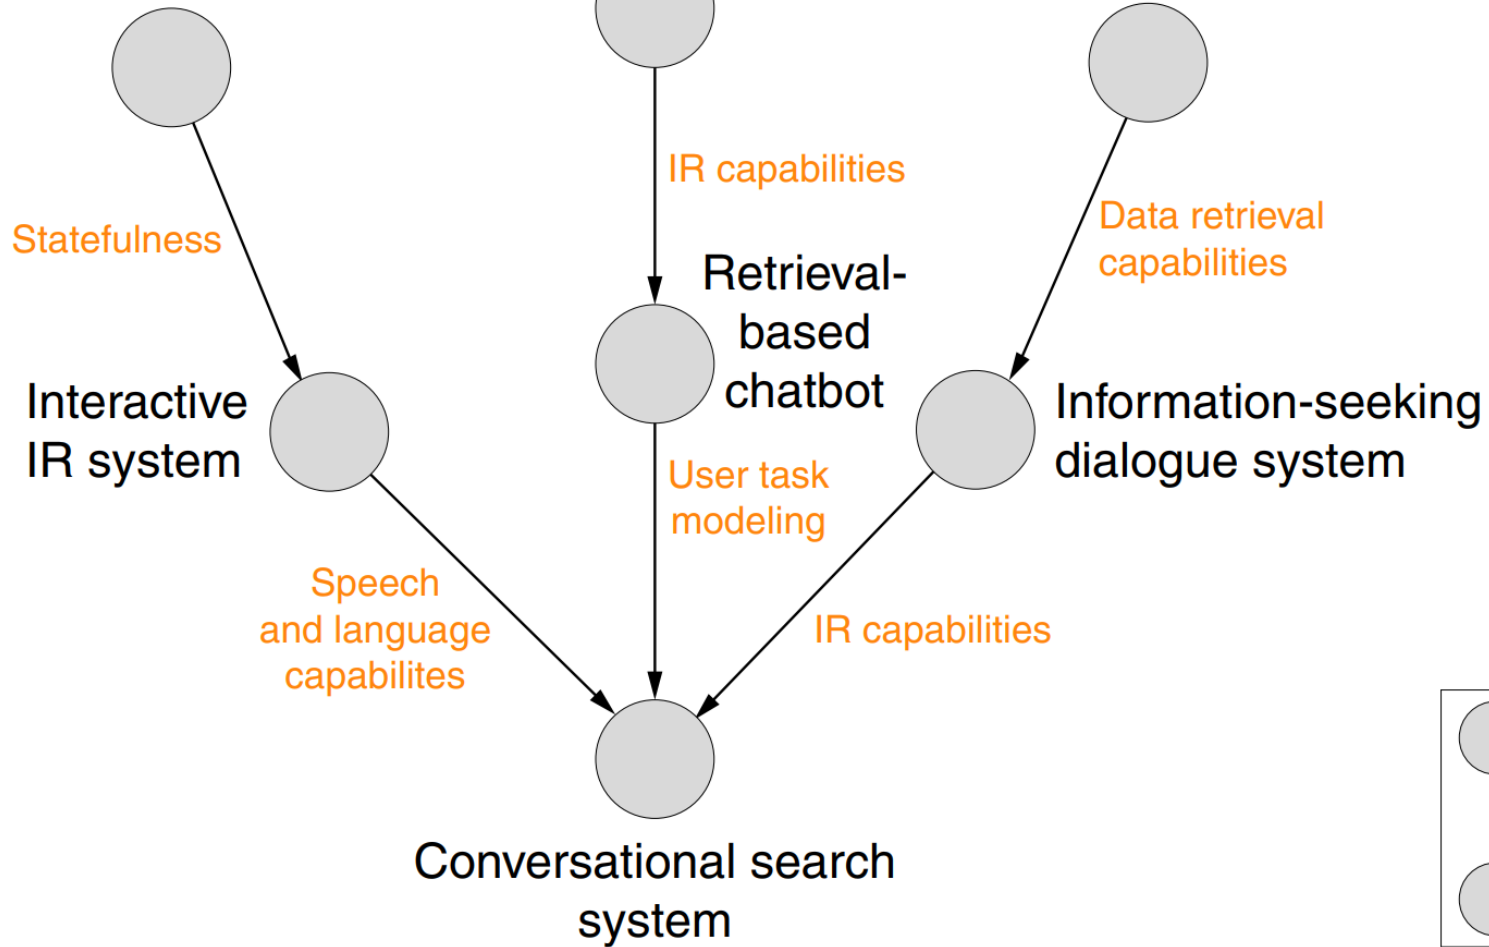 IR capabilities
Data retrieval
capabilities
Statefulness
Retrieval-
based
chatbot
Interactive
IR system
Information-seeking
dialogue system
User task
modeling
Speech
and language
capabilites
IR capabilities
Conversational search
system